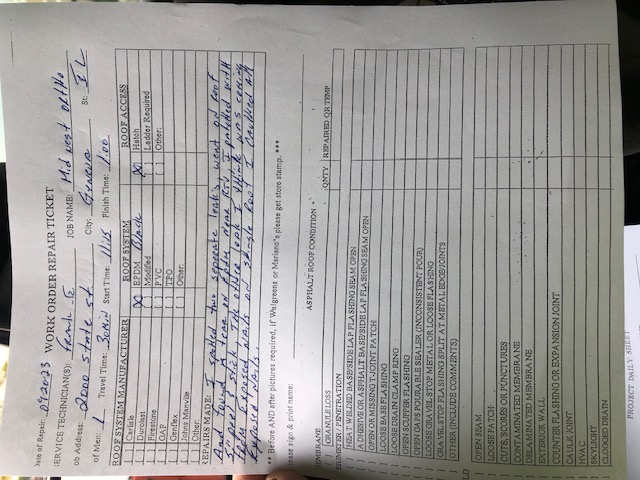 Date of Repair: 09-20-23 WORK ORDER REPAIR TICKET
SERVICE TECHNICIAN(S): frank E JOB NAME: Mid west ORTHO
ob Address: 2000 state st City: Geneva St: IL
of Men: 1 Travel Time: 30Min Start Time: 11:15 Finish Time: 1:00
ROOF SYSTEM MANUFACTURER ROOF SYSTEM ROOF ACCESS
[ ] Carlisle [X] EPDM Black [X] Hatch
[ ] Durolast [ ] Modified [ ] Ladder Required
[ ] Firestone [ ] PVC [ ] Other:
[ ] GAF [ ] TPO
[ ] Genflex [ ] Other:
[ ] Johns Manville
[ ] Other:
REPAIRS MADE: I spotted two seperate leak's, went on Roof
And found a tear on Epdm Near RTU, I patched with
5" peel & stick. The other leak I think was coming
from Exposed Nails on Shingle Roof I Caulked All
Exposed Nails.
** Before AND after pictures required, if Walgreens or Mariano's please get store stamp. ***
lease sign & print name:
ASPHALT ROOF CONDITION
EMBRANE QNTY REPAIRED QR TEMP
[ ] GRANULE LOSS
ERIMETER / PENETRATION
[ ] HEAT WELDED BASE/SIDE LAP FLASHING SEAM OPEN
[ ] ADHESIVE OR ASPHALT BASE/SIDE LAP FLASHING SEAM OPEN
[ ] OPEN OR MISSING T-JOINT PATCH
[ ] LOOSE BASE FLASHING
[ ] LOOSE DRAIN CLAMP RING
[ ] OPEN SCUPPER FLASHING
[ ] OPEN GAPS POURABLE SEALER (INCONSISTENT POUR)
[ ] LOOSE GRAVEL STOP METAL OR LOOSE FLASHING
[ ] GRAVEL STOP FLASHING SPLIT AT METAL EDGE/JOINTS
[ ] OTHER (INCLUDE COMMENTS)
LD
] OPEN SEAM
] LOOSE PATCH
] CUTS, SCORES OR PUNCTURES
] CONTAMINATED MEMBRANE
] DELAMINATED MEMBRANE
] EXTERIOR WALL
] COUNTER FLASHING OR EXPANSION JOINT
] CAULK JOINT
] HVAC
] SKYLIGHT
] CLOGGED DRAIN
PROJECT DAILY SHEET